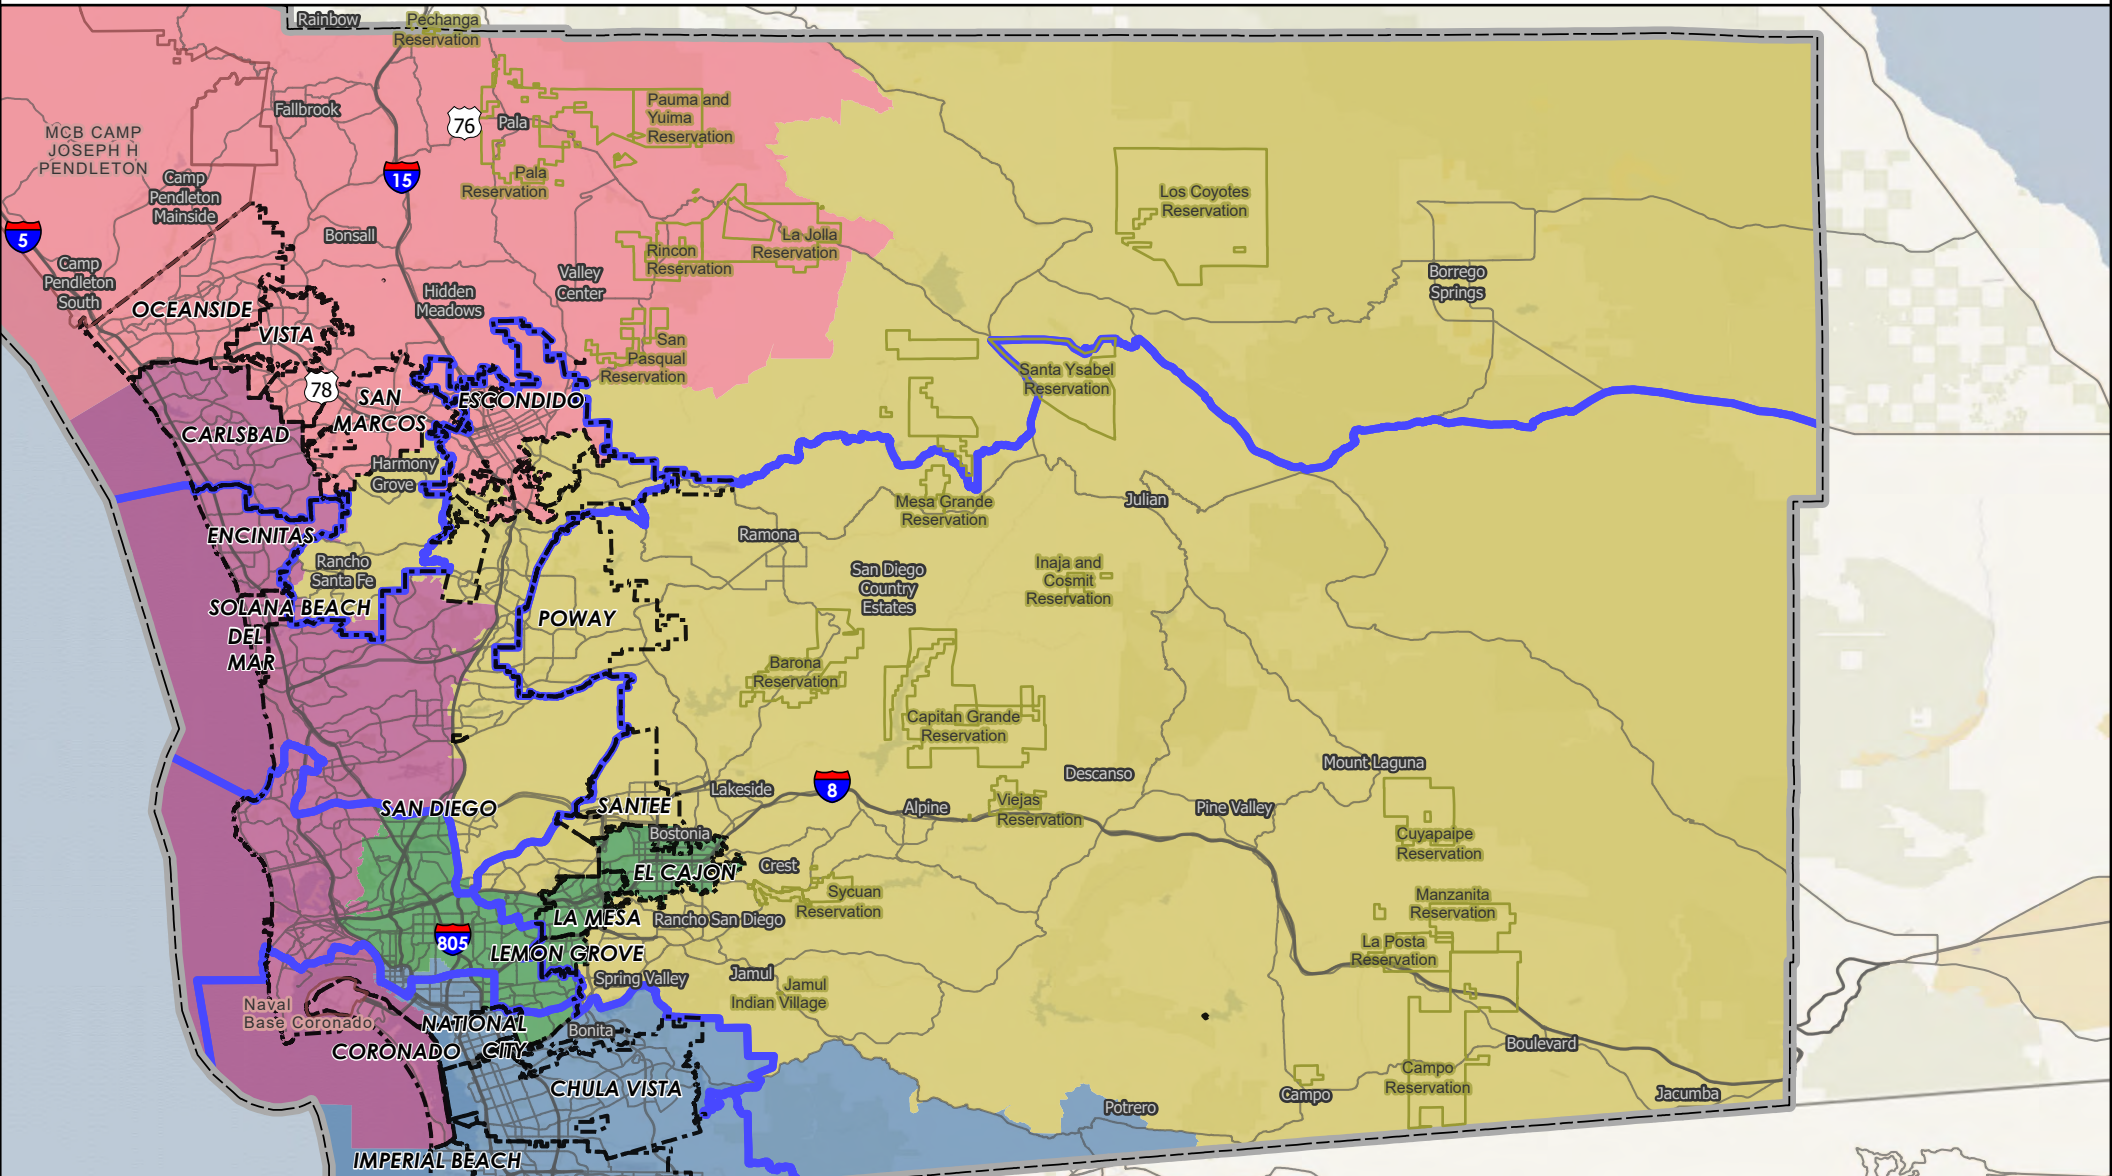 Rainbow
Pechanga
Reservation
Fallbrook
76
Pala
Pauma and
Yuima
Reservation
MCB CAMP
JOSEPH H
PENDLETON
15
Pala
Reservation
Camp
Pendleton
Mainside
Los Coyotes
Reservation
5
Bonsall
La Jolla
Reservation
Rincon
Reservation
Camp
Pendleton
South
Valley
Center
Borrego
Springs
Hidden
Meadows
OCEANSIDE
VISTA
San
Pasqual
Reservation
78
Santa Ysabel
Reservation
SAN
MARCOS
ESCONDIDO
CARLSBAD
Harmony
Grove
Mesa Grande
Reservation
Julian
ENCINITAS
Ramona
Rancho
Santa Fe
San Diego
Country
Estates
Inaja and
Cosmit
Reservation
SOLANA BEACH
DEL
MAR
POWAY
Barona
Reservation
Capitan Grande
Reservation
Mount Laguna
Descanso
Lakeside
8
SAN DIEGO
SANTEE
Alpine
Viejas
Reservation
Pine Valley
Bostonia
Cuyapaipe
Reservation
EL CAJON
Crest
Sycuan
Reservation
Manzanita
Reservation
LA MESA
Rancho San Diego
805
LEMON GROVE
La Posta
Reservation
Spring Valley
Jamul
Jamul
Indian Village
Naval
Base Coronado
NATIONAL
CITY
Bonita
CORONADO
Boulevard
CHULA VISTA
Campo
Reservation
Campo
Jacumba
Potrero
IMPERIAL BEACH